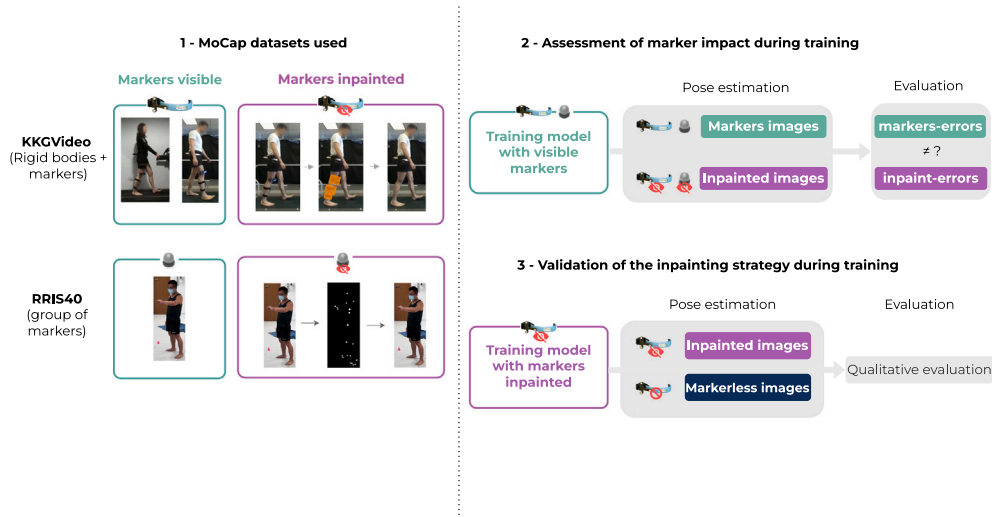 1 - MoCap datasets used
Markers visible
Markers inpainted
KKGVideo
(Rigid bodies +
markers)
RRIS40
(group of
markers)
2 - Assessment of marker impact during training
Pose estimation
Evaluation
Training model
with visible
markers
Markers images
Inpainted images
markers-errors
≠ ?
inpaint-errors
3 - Validation of the inpainting strategy during training
Pose estimation
Evaluation
Training model
with markers
inpainted
Inpainted images
Markerless images
Qualitative evaluation